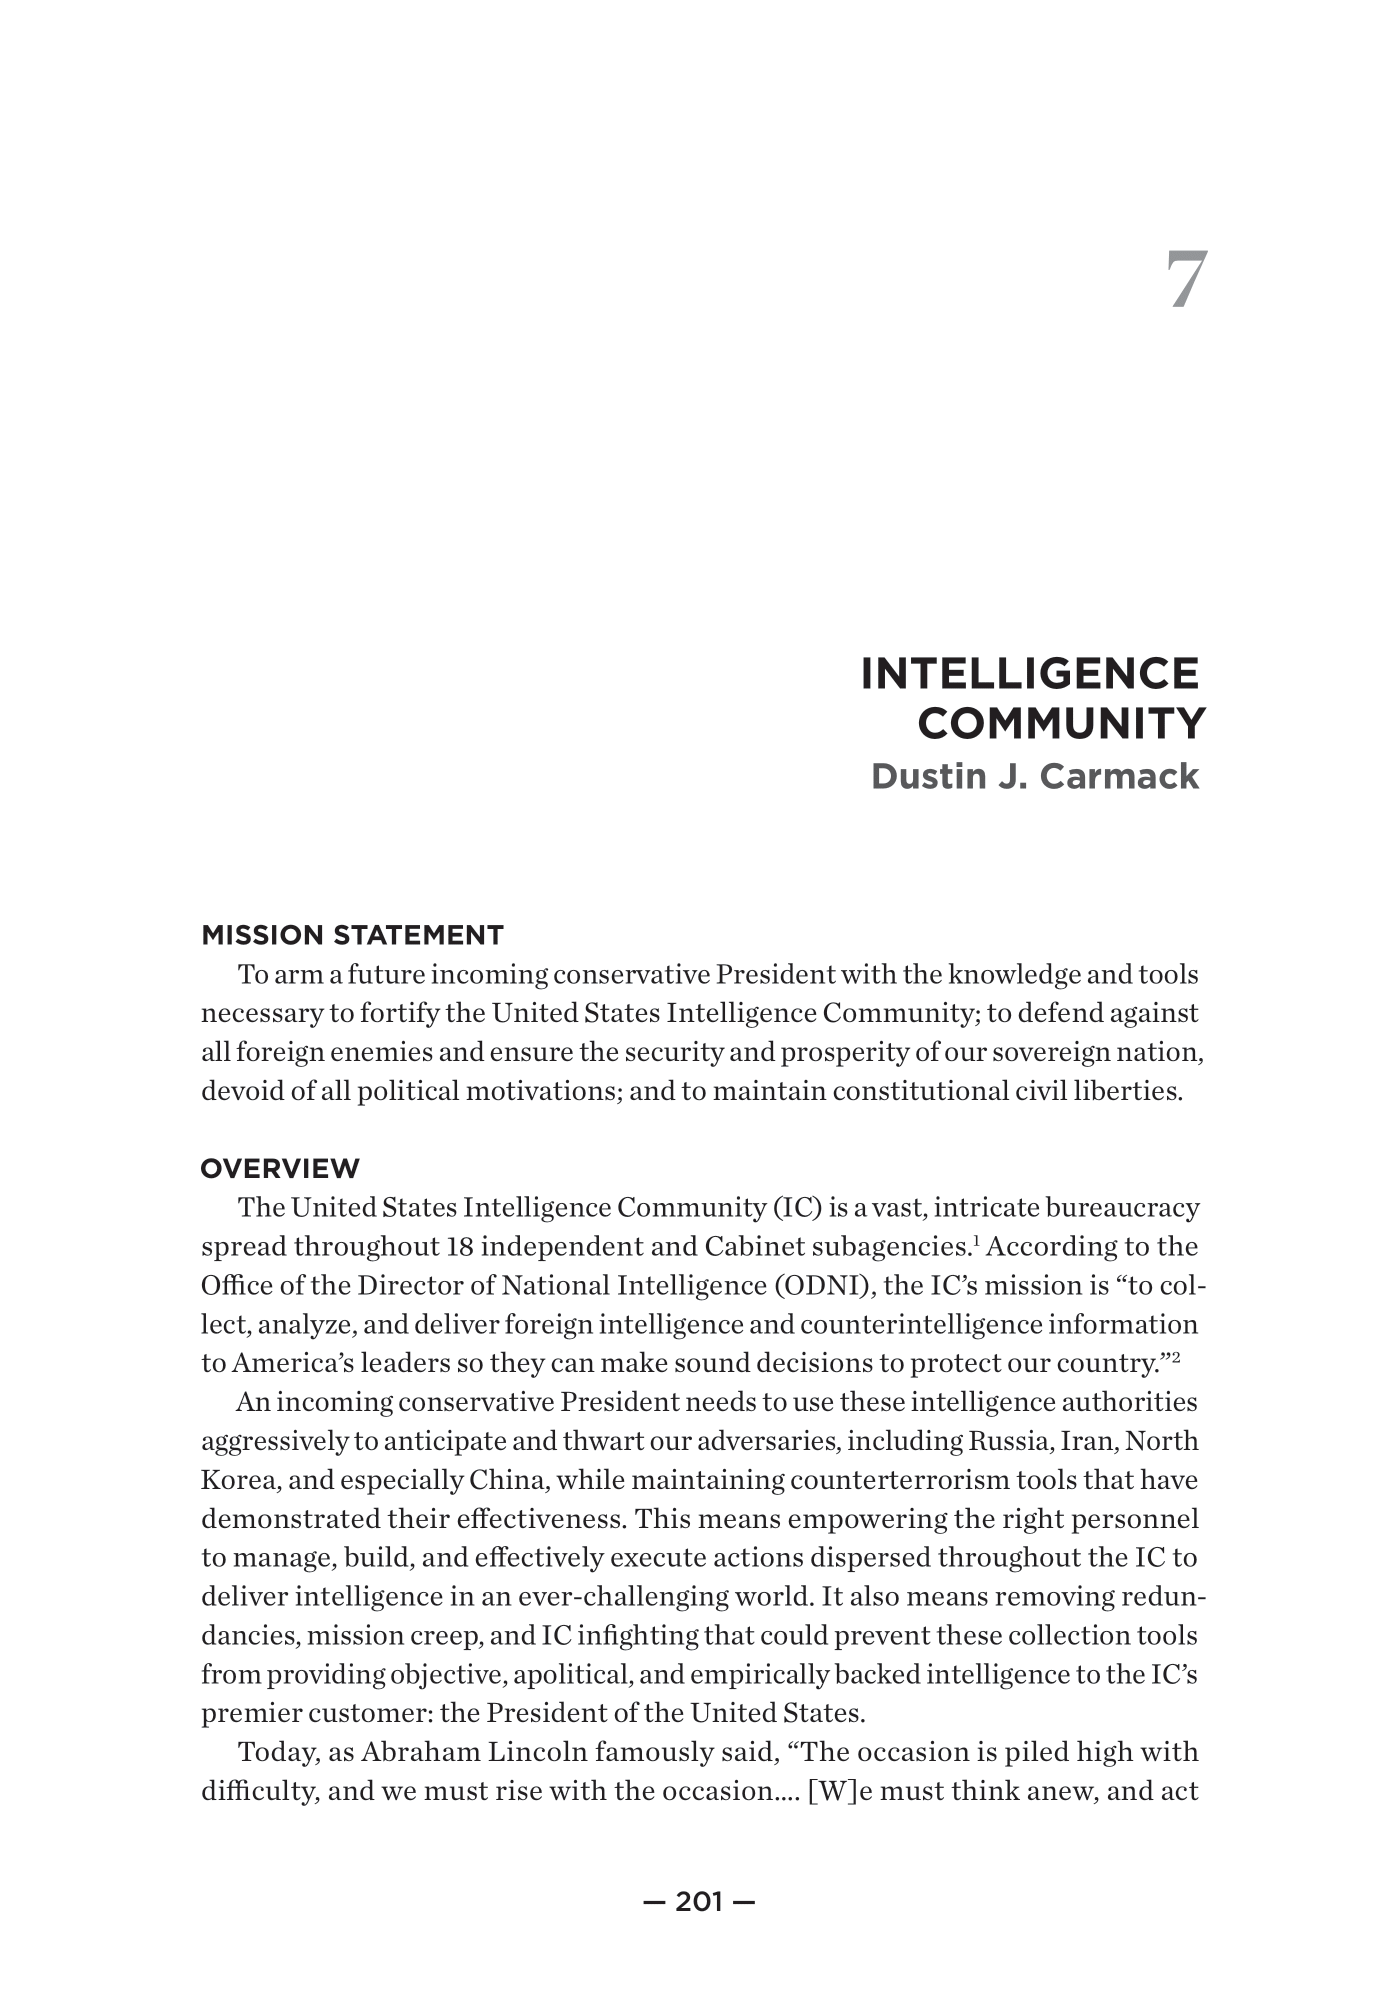 7
INTELLIGENCE
COMMUNITY
Dustin J. Carmack
MISSION STATEMENT
To arm a future incoming conservative President with the knowledge and tools
necessary to fortify the United States Intelligence Community; to defend against
all foreign enemies and ensure the security and prosperity of our sovereign nation,
devoid of all political motivations; and to maintain constitutional civil liberties.
OVERVIEW
The United States Intelligence Community (IC) is a vast, intricate bureaucracy
spread throughout 18 independent and Cabinet subagencies.¹ According to the
Office of the Director of National Intelligence (ODNI), the IC’s mission is “to col-
lect, analyze, and deliver foreign intelligence and counterintelligence information
to America’s leaders so they can make sound decisions to protect our country.”²
An incoming conservative President needs to use these intelligence authorities
aggressively to anticipate and thwart our adversaries, including Russia, Iran, North
Korea, and especially China, while maintaining counterterrorism tools that have
demonstrated their effectiveness. This means empowering the right personnel
to manage, build, and effectively execute actions dispersed throughout the IC to
deliver intelligence in an ever-challenging world. It also means removing redun-
dancies, mission creep, and IC infighting that could prevent these collection tools
from providing objective, apolitical, and empirically backed intelligence to the IC’s
premier customer: the President of the United States.
Today, as Abraham Lincoln famously said, “The occasion is piled high with
difficulty, and we must rise with the occasion.... [W]e must think anew, and act
— 201 —